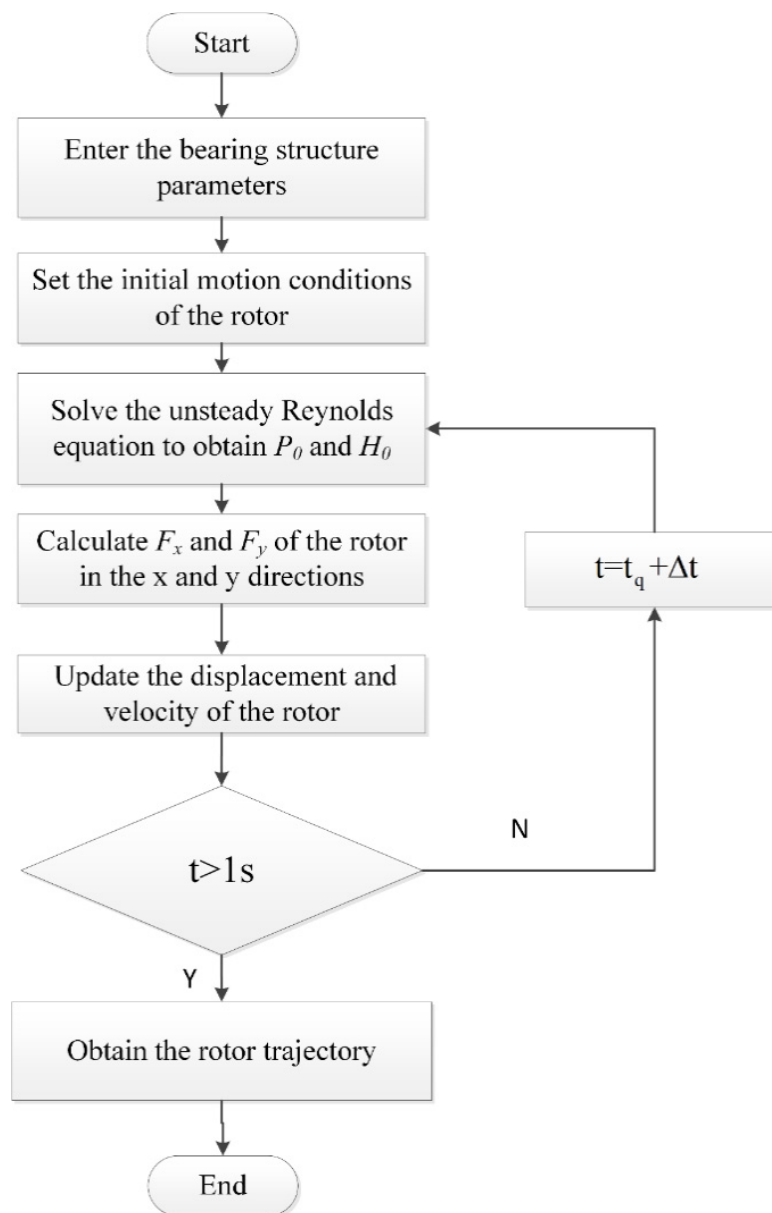 Start
Enter the bearing structure
parameters
Set the initial motion conditions
of the rotor
Solve the unsteady Reynolds
equation to obtain P₀ and H₀
Calculate Fₓ and F_y of the rotor
in the x and y directions
t=t_q+Δt
Update the displacement and
velocity of the rotor
t>1s
N
Y
Obtain the rotor trajectory
End